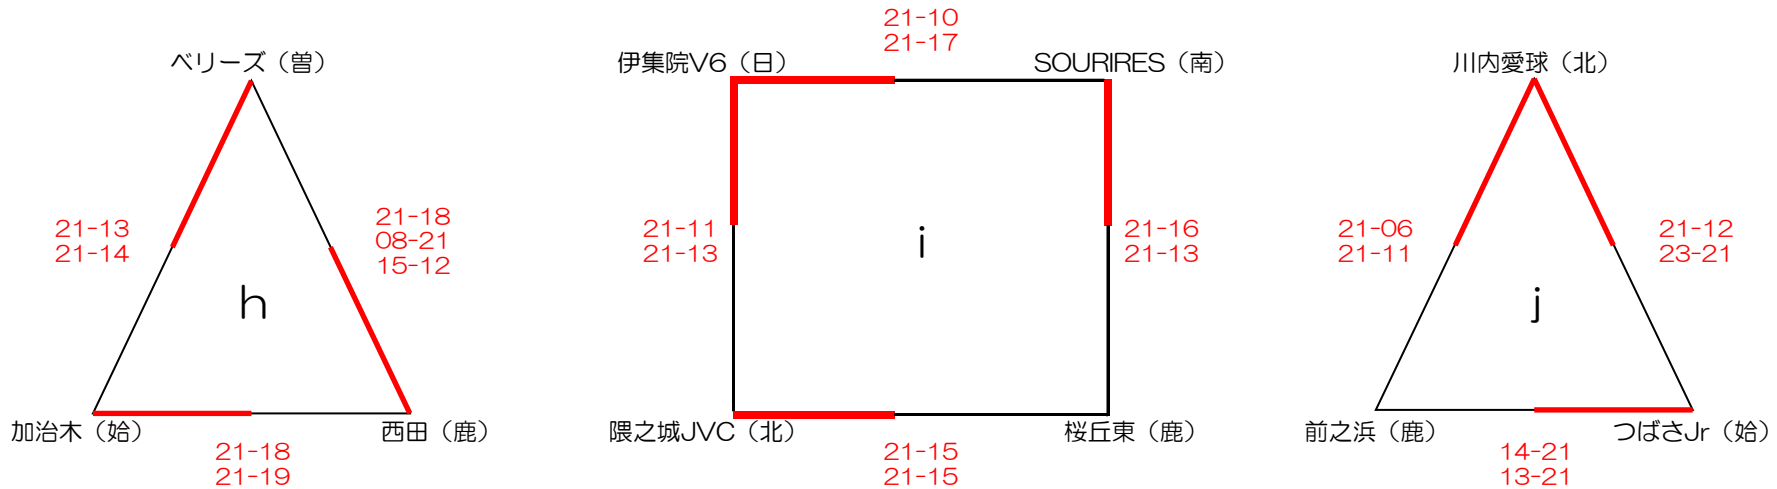 ベリーズ（曽）
21-13
21-14
21-18
08-21
15-12
h
加治木（姶）
西田（鹿）
21-18
21-19
21-10
21-17
伊集院V6（日）
SOURIRES（南）
21-11
21-13
i
21-16
21-13
隈之城JVC（北）
桜丘東（鹿）
21-15
21-15
川内愛球（北）
21-06
21-11
21-12
23-21
j
前之浜（鹿）
つばさJr（姶）
14-21
13-21